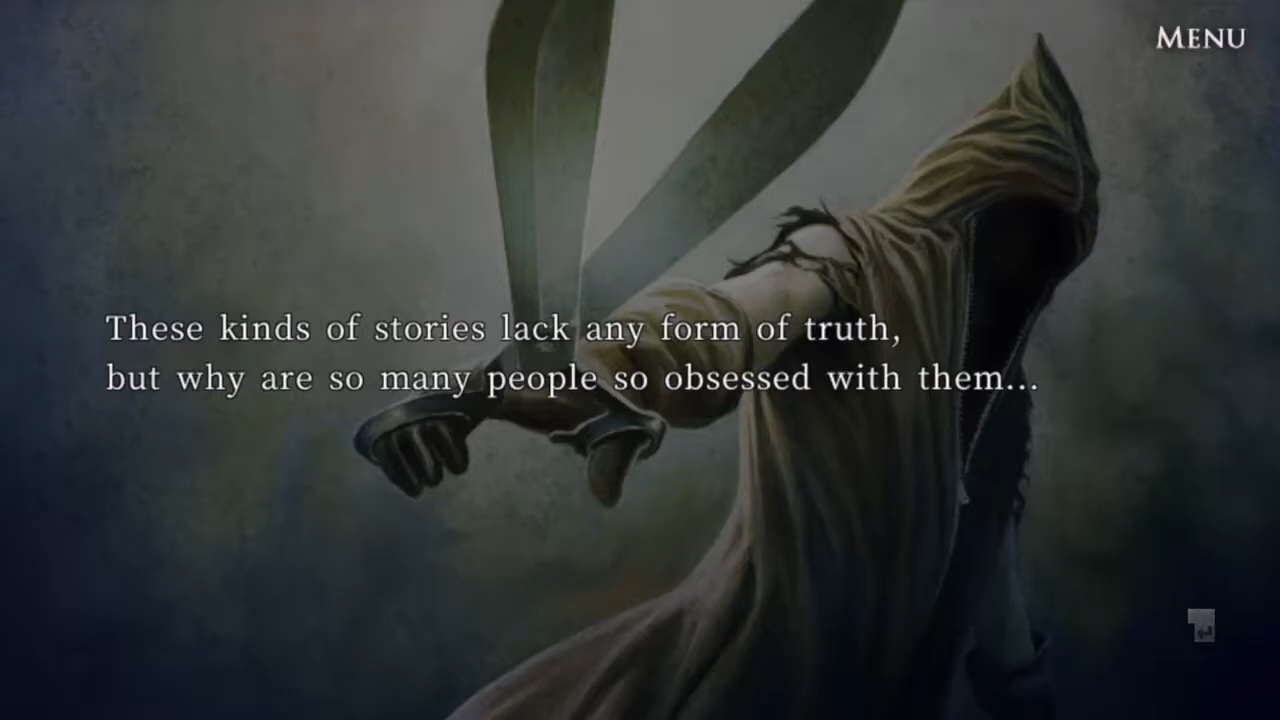 MENU
These kinds of stories lack any form of truth,
but why are so many people so obsessed with them...